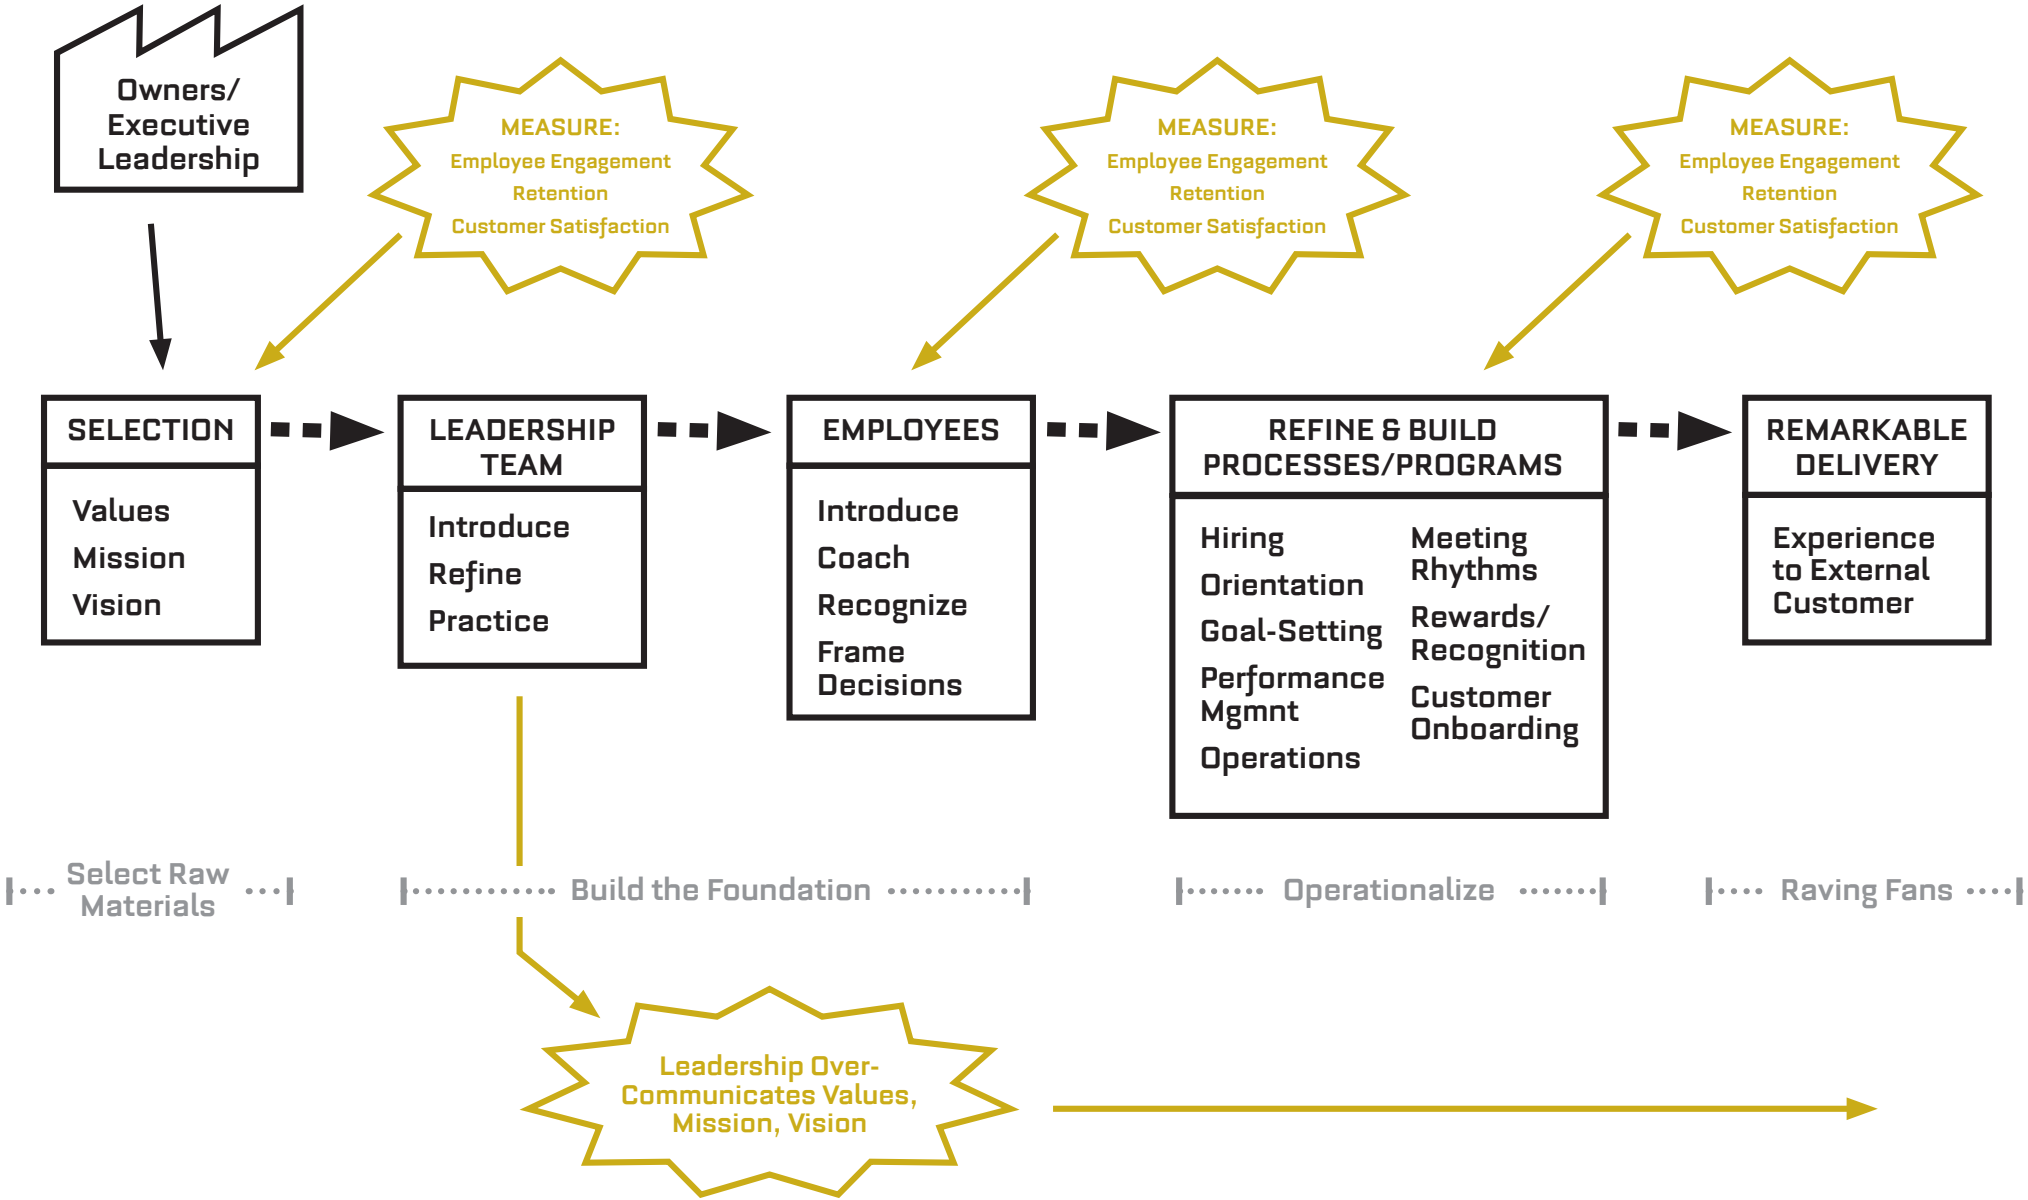 Owners/
Executive
Leadership
MEASURE:
Employee Engagement
Retention
Customer Satisfaction
MEASURE:
Employee Engagement
Retention
Customer Satisfaction
MEASURE:
Employee Engagement
Retention
Customer Satisfaction
SELECTION
Values
Mission
Vision
LEADERSHIP
TEAM
Introduce
Refine
Practice
EMPLOYEES
Introduce
Coach
Recognize
Frame
Decisions
REFINE & BUILD
PROCESSES/PROGRAMS
Hiring
Orientation
Goal-Setting
Performance
Mgmnt
Operations
Meeting
Rhythms
Rewards/
Recognition
Customer
Onboarding
REMARKABLE
DELIVERY
Experience
to External
Customer
Select Raw
Materials
Build the Foundation
Operationalize
Raving Fans
Leadership Over-
Communicates Values,
Mission, Vision